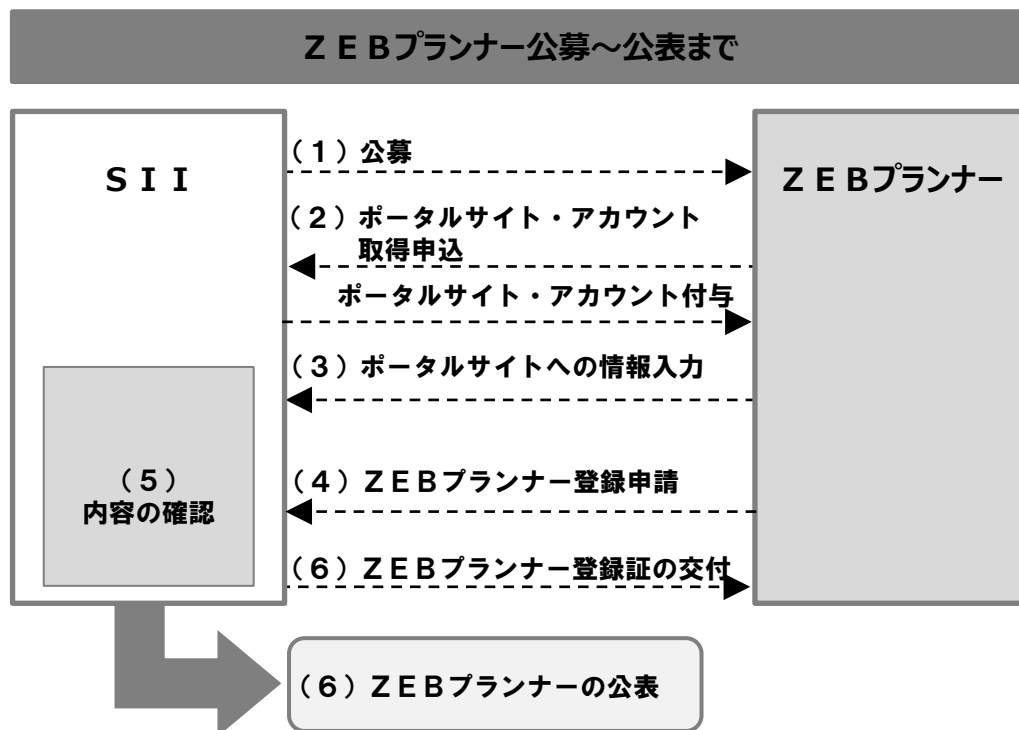 ＺＥＢプランナー公募～公表まで
ＳＩＩ
ＺＥＢプランナー
（１）公募
（２）ポータルサイト・アカウント
取得申込
ポータルサイト・アカウント付与
（３）ポータルサイトへの情報入力
（４）ＺＥＢプランナー登録申請
（５）
内容の確認
（６）ＺＥＢプランナー登録証の交付
（６）ＺＥＢプランナーの公表